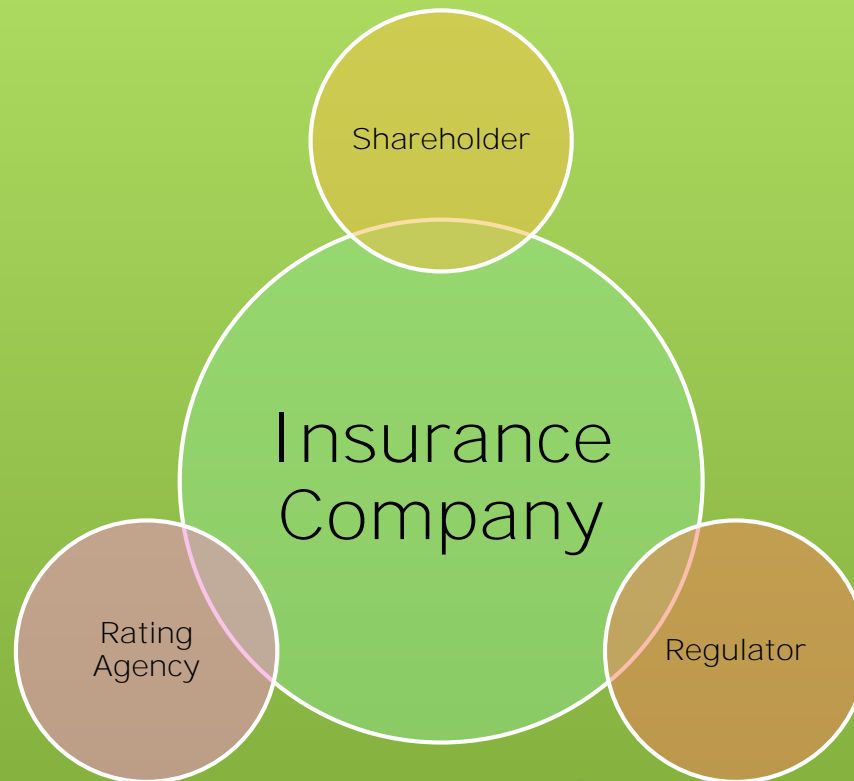 Shareholder
Insurance
Company
Rating
Agency
Regulator